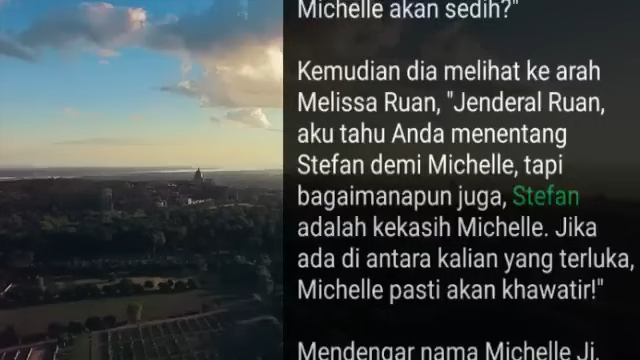 Michelle akan sedih?"
Kemudian dia melihat ke arah
Melissa Ruan, "Jenderal Ruan,
aku tahu Anda menentang
Stefan demi Michelle, tapi
bagaimanapun juga, Stefan
adalah kekasih Michelle. Jika
ada di antara kalian yang terluka,
Michelle pasti akan khawatir!"
Mendengar nama Michelle Ji,